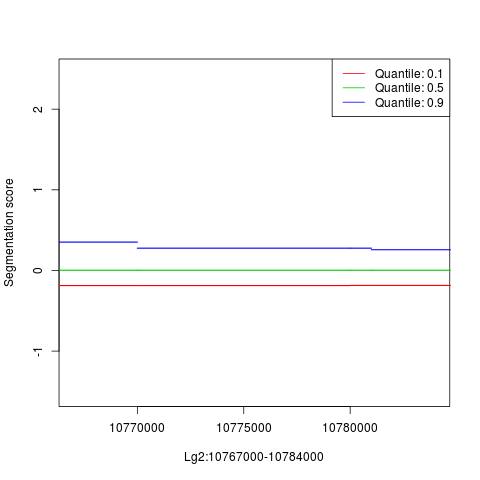 Quantile: 0.1
Quantile: 0.5
Quantile: 0.9
Segmentation score
2
1
0
-1
10770000 10775000 10780000
Lg2:10767000-10784000